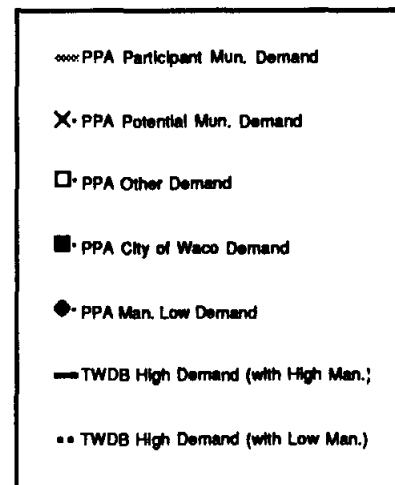 PPA Participant Mun. Demand
PPA Potential Mun. Demand
PPA Other Demand
PPA City of Waco Demand
PPA Man. Low Demand
TWDB High Demand (with High Man.)
TWDB High Demand (with Low Man.)